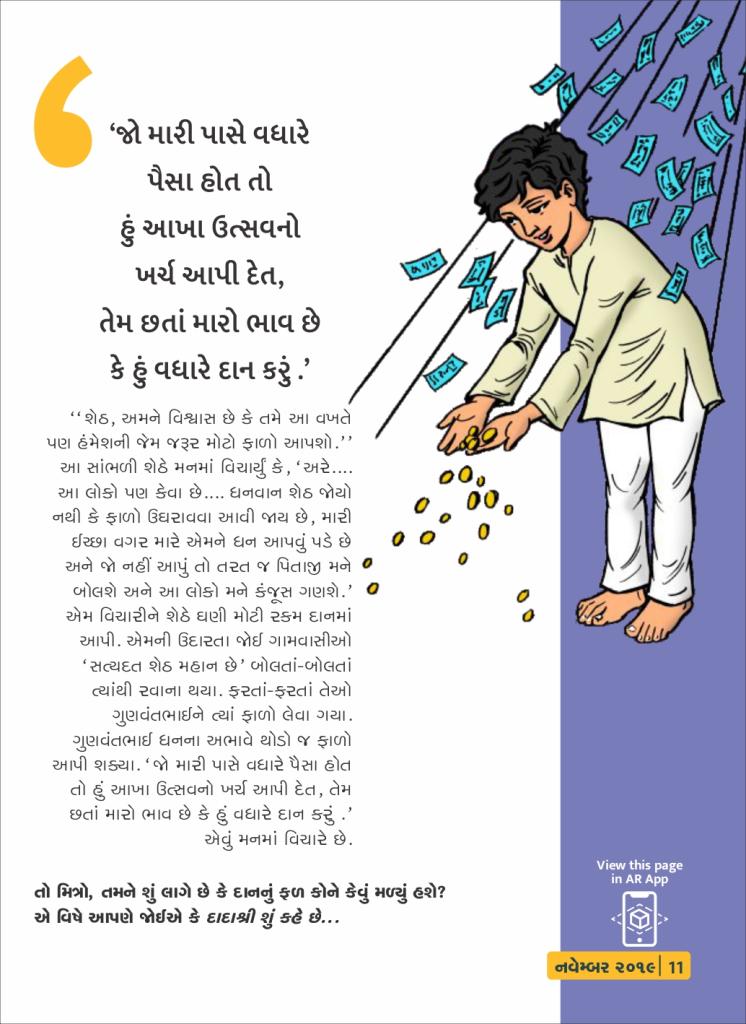 ‘જો મારી પાસે વધારે
પૈસા હોત તો
હું આખા ઉત્સવનો
ખર્ચ આપી દેત,
તેમ છતાં મારો ભાવ છે
કે હું વધારે દાન કરું .’
‘‘શેઠ, અમને વિશ્વાસ છે કે તમે આ વખતે
પણ હંમેશની જેમ જરૂર મોટો ફાળો આપશો.’’
આ સાંભળી શેઠે મનમાં વિચાર્યું કે, ‘અરે....
આ લોકો પણ કેવા છે.... ધનવાન શેઠ જોયો
નથી કે ફાળો ઉઘરાવવા આવી જાય છે, મારી
ઈચ્છા વગર મારે એમને ધન આપવું પડે છે
અને જો નહીં આપું તો તરત જ પિતાજી મને
બોલશે અને આ લોકો મને કંજૂસ ગણશે.’
એમ વિચારીને શેઠે ઘણી મોટી રકમ દાનમાં
આપી. એમની ઉદારતા જોઈ ગામવાસીઓ
‘સત્યદત શેઠ મહાન છે’ બોલતાં-બોલતાં
ત્યાંથી રવાના થયા. ફરતાં-ફરતાં તેઓ
ગુણવંતભાઈને ત્યાં ફાળો લેવા ગયા.
ગુણવંતભાઈ ધનના અભાવે થોડો જ ફાળો
આપી શક્યા. ‘જો મારી પાસે વધારે પૈસા હોત
તો હું આખા ઉત્સવનો ખર્ચ આપી દેત, તેમ
છતાં મારો ભાવ છે કે હું વધારે દાન કરું .’
એવું મનમાં વિચારે છે.
તો મિત્રો, તમને શું લાગે છે કે દાનનું ફળ કોને કેવું મળ્યું હશે?
એ વિષે આપણે જોઈએ કે દાદાશ્રી શું કહે છે...
View this page
in AR App
નવેમ્બર ૨૦૧૯ | 11